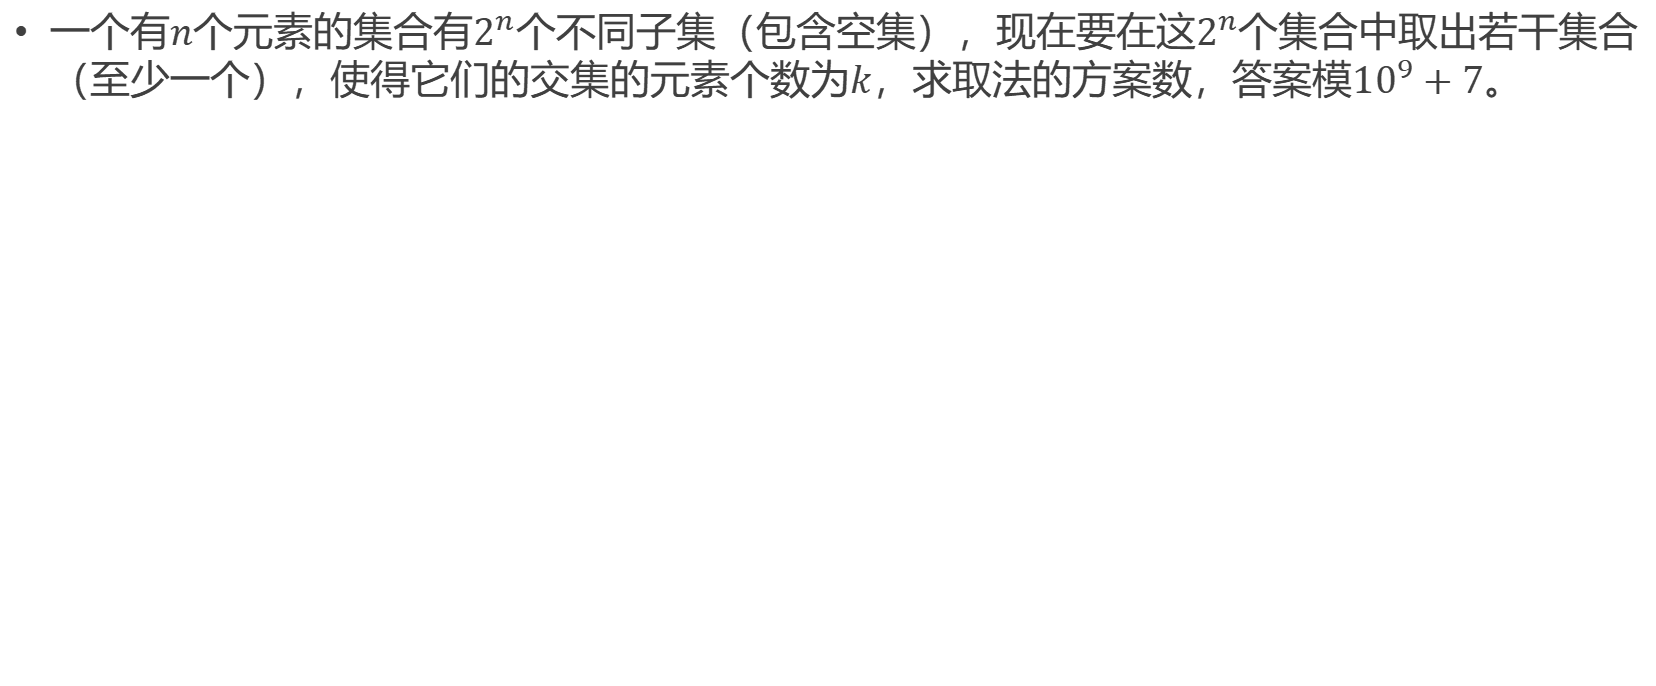 • 一个有n个元素的集合有2ⁿ个不同子集（包含空集），现在要在这2ⁿ个集合中取出若干集合
（至少一个），使得它们的交集的元素个数为k，求取法的方案数，答案模10⁹ + 7。